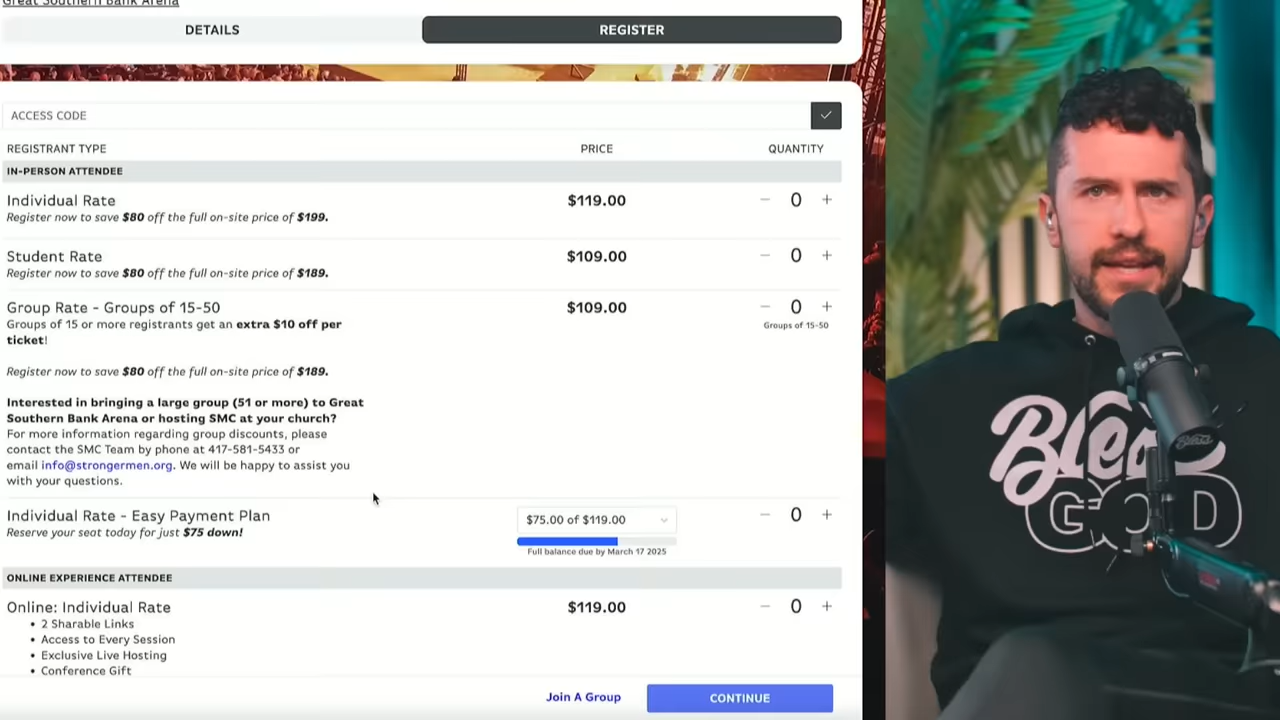 Great Southern Bank Arena
DETAILS
REGISTER
ACCESS CODE
REGISTRANT TYPE
PRICE
QUANTITY
IN-PERSON ATTENDEE
Individual Rate
$119.00
0
Register now to save $80 off the full on-site price of $199.
Student Rate
$109.00
0
Register now to save $80 off the full on-site price of $189.
Group Rate - Groups of 15-50
$109.00
0
Groups of 15-50
Groups of 15 or more registrants get an extra $10 off per
ticket!
Register now to save $80 off the full on-site price of $189.
Interested in bringing a large group (51 or more) to Great
Southern Bank Arena or hosting SMC at your church?
For more information regarding group discounts, please
contact the SMC Team by phone at 417-581-5433 or
email info@strongermen.org. We will be happy to assist you
with your questions.
Individual Rate - Easy Payment Plan
$75.00 of $119.00
0
Reserve your seat today for just $75 down!
Full balance due by March 17 2025
ONLINE EXPERIENCE ATTENDEE
Online: Individual Rate
$119.00
0
• 2 Sharable Links
• Access to Every Session
• Exclusive Live Hosting
• Conference Gift
Join A Group
CONTINUE
GOOD